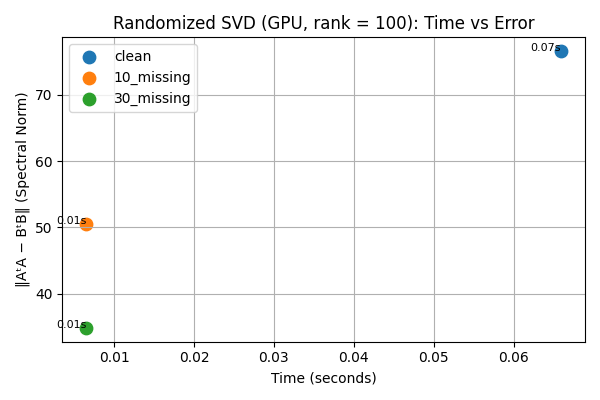 Randomized SVD (GPU, rank = 100): Time vs Error
clean
10_missing
30_missing
0.07s
0.01s
0.01s
70
60
50
40
‖AᵗA − BᵗB‖ (Spectral Norm)
0.01
0.02
0.03
0.04
0.05
0.06
Time (seconds)